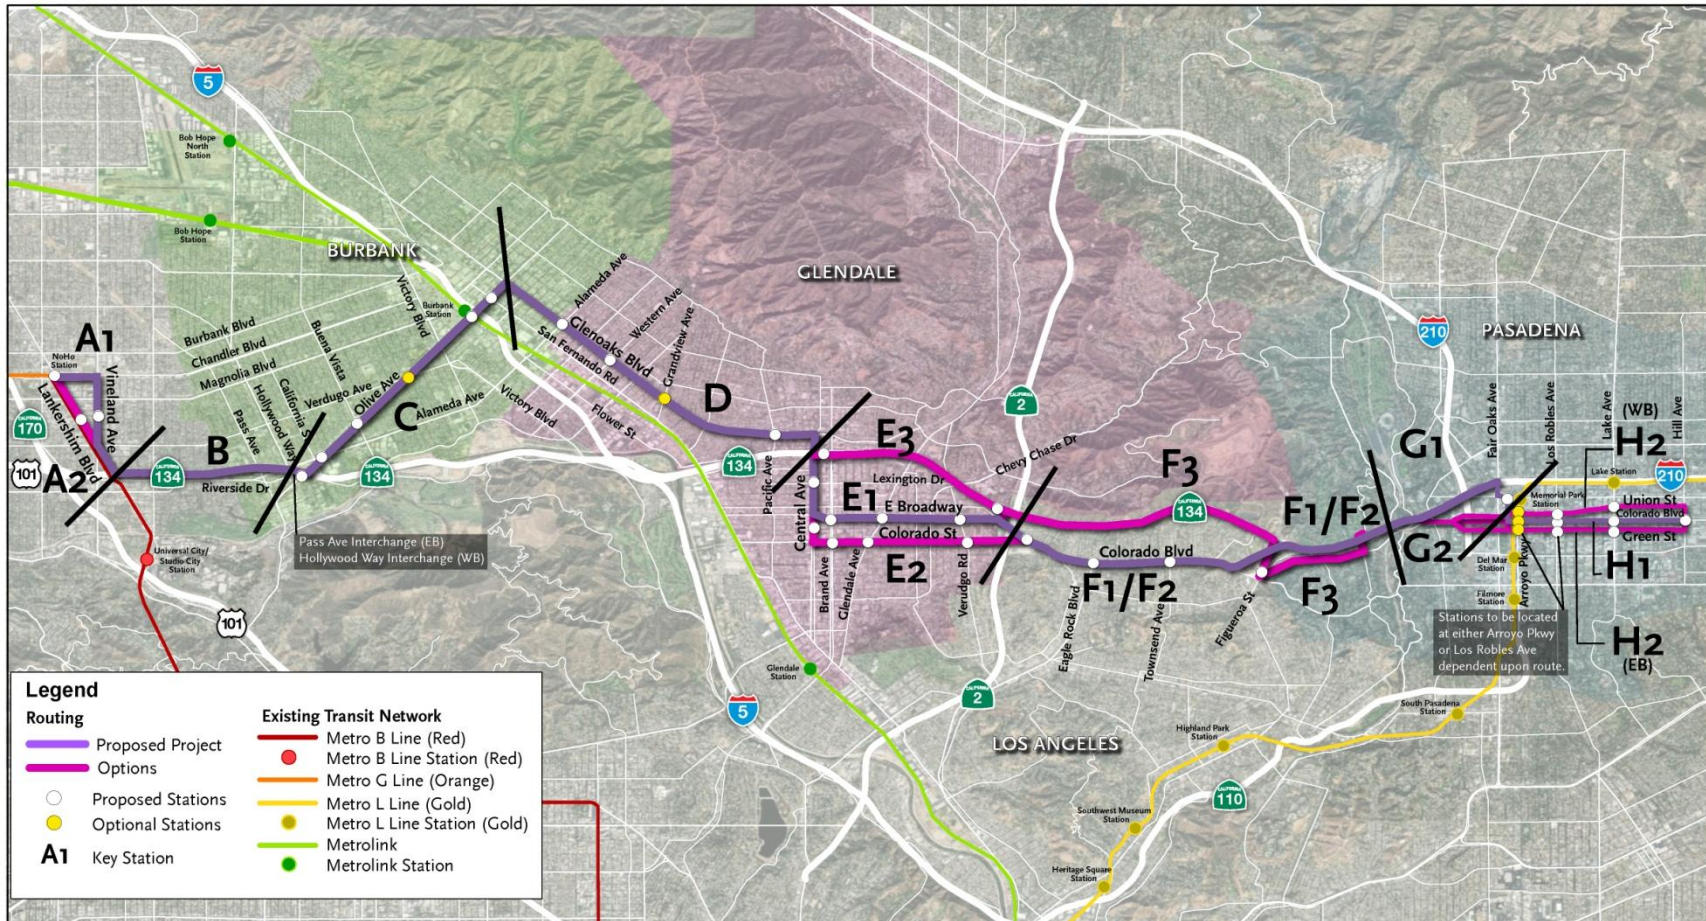 5
Bob Hope
North
Station
Bob Hope
Station
BURBANK
GLENDALE
PASADENA
LOS ANGELES
Burbank
Station
Victory Blvd
Burbank Blvd
Chandler Blvd
Magnolia Blvd
Buena Vista
California St
Hollywood Way
Pass Ave
Verdugo Ave
Olive Ave
Alameda Ave
Victory Blvd
Alameda Ave
Western Ave
Grandview Ave
Glenoaks Blvd
San Fernando Rd
Flower St
A1
NoHo
Station
Vineland Ave
Lankershim Blvd
CALIFORNIA
170
101
A2
B
CALIFORNIA
134
Riverside Dr
C
CALIFORNIA
134
D
CALIFORNIA
134
Pass Ave Interchange (EB)
Hollywood Way Interchange (WB)
Universal City/
Studio City
Station
101
Pacific Ave
Central Ave
E3
Lexington Dr
Chevy Chase Dr
E1
E Broadway
Colorado St
E2
Brand Ave
Glendale Ave
Verudgo Rd
CALIFORNIA
2
F3
CALIFORNIA
134
F1/F2
Colorado Blvd
F1/F2
F3
Eagle Rock Blvd
Townsend Ave
Figueroa St
210
G1
G2
Fair Oaks Ave
Los Robles Ave
Lake Ave
Hill Ave
(WB)
H2
Lake Station
210
Memorial Park
Station
Union St
Colorado Blvd
Green St
H1
Del Mar
Station
Arroyo Pkwy
Filmore
Station
Stations to be located
at either Arroyo Pkwy
or Los Robles Ave
dependent upon route.
H2
(EB)
Glendale
Station
5
CALIFORNIA
2
South Pasadena
Station
Highland Park
Station
CALIFORNIA
110
Southwest Museum
Station
Heritage Square
Station
Legend
Routing
Proposed Project
Options
Proposed Stations
Optional Stations
A1 Key Station
Existing Transit Network
Metro B Line (Red)
Metro B Line Station (Red)
Metro G Line (Orange)
Metro L Line (Gold)
Metro L Line Station (Gold)
Metrolink
Metrolink Station